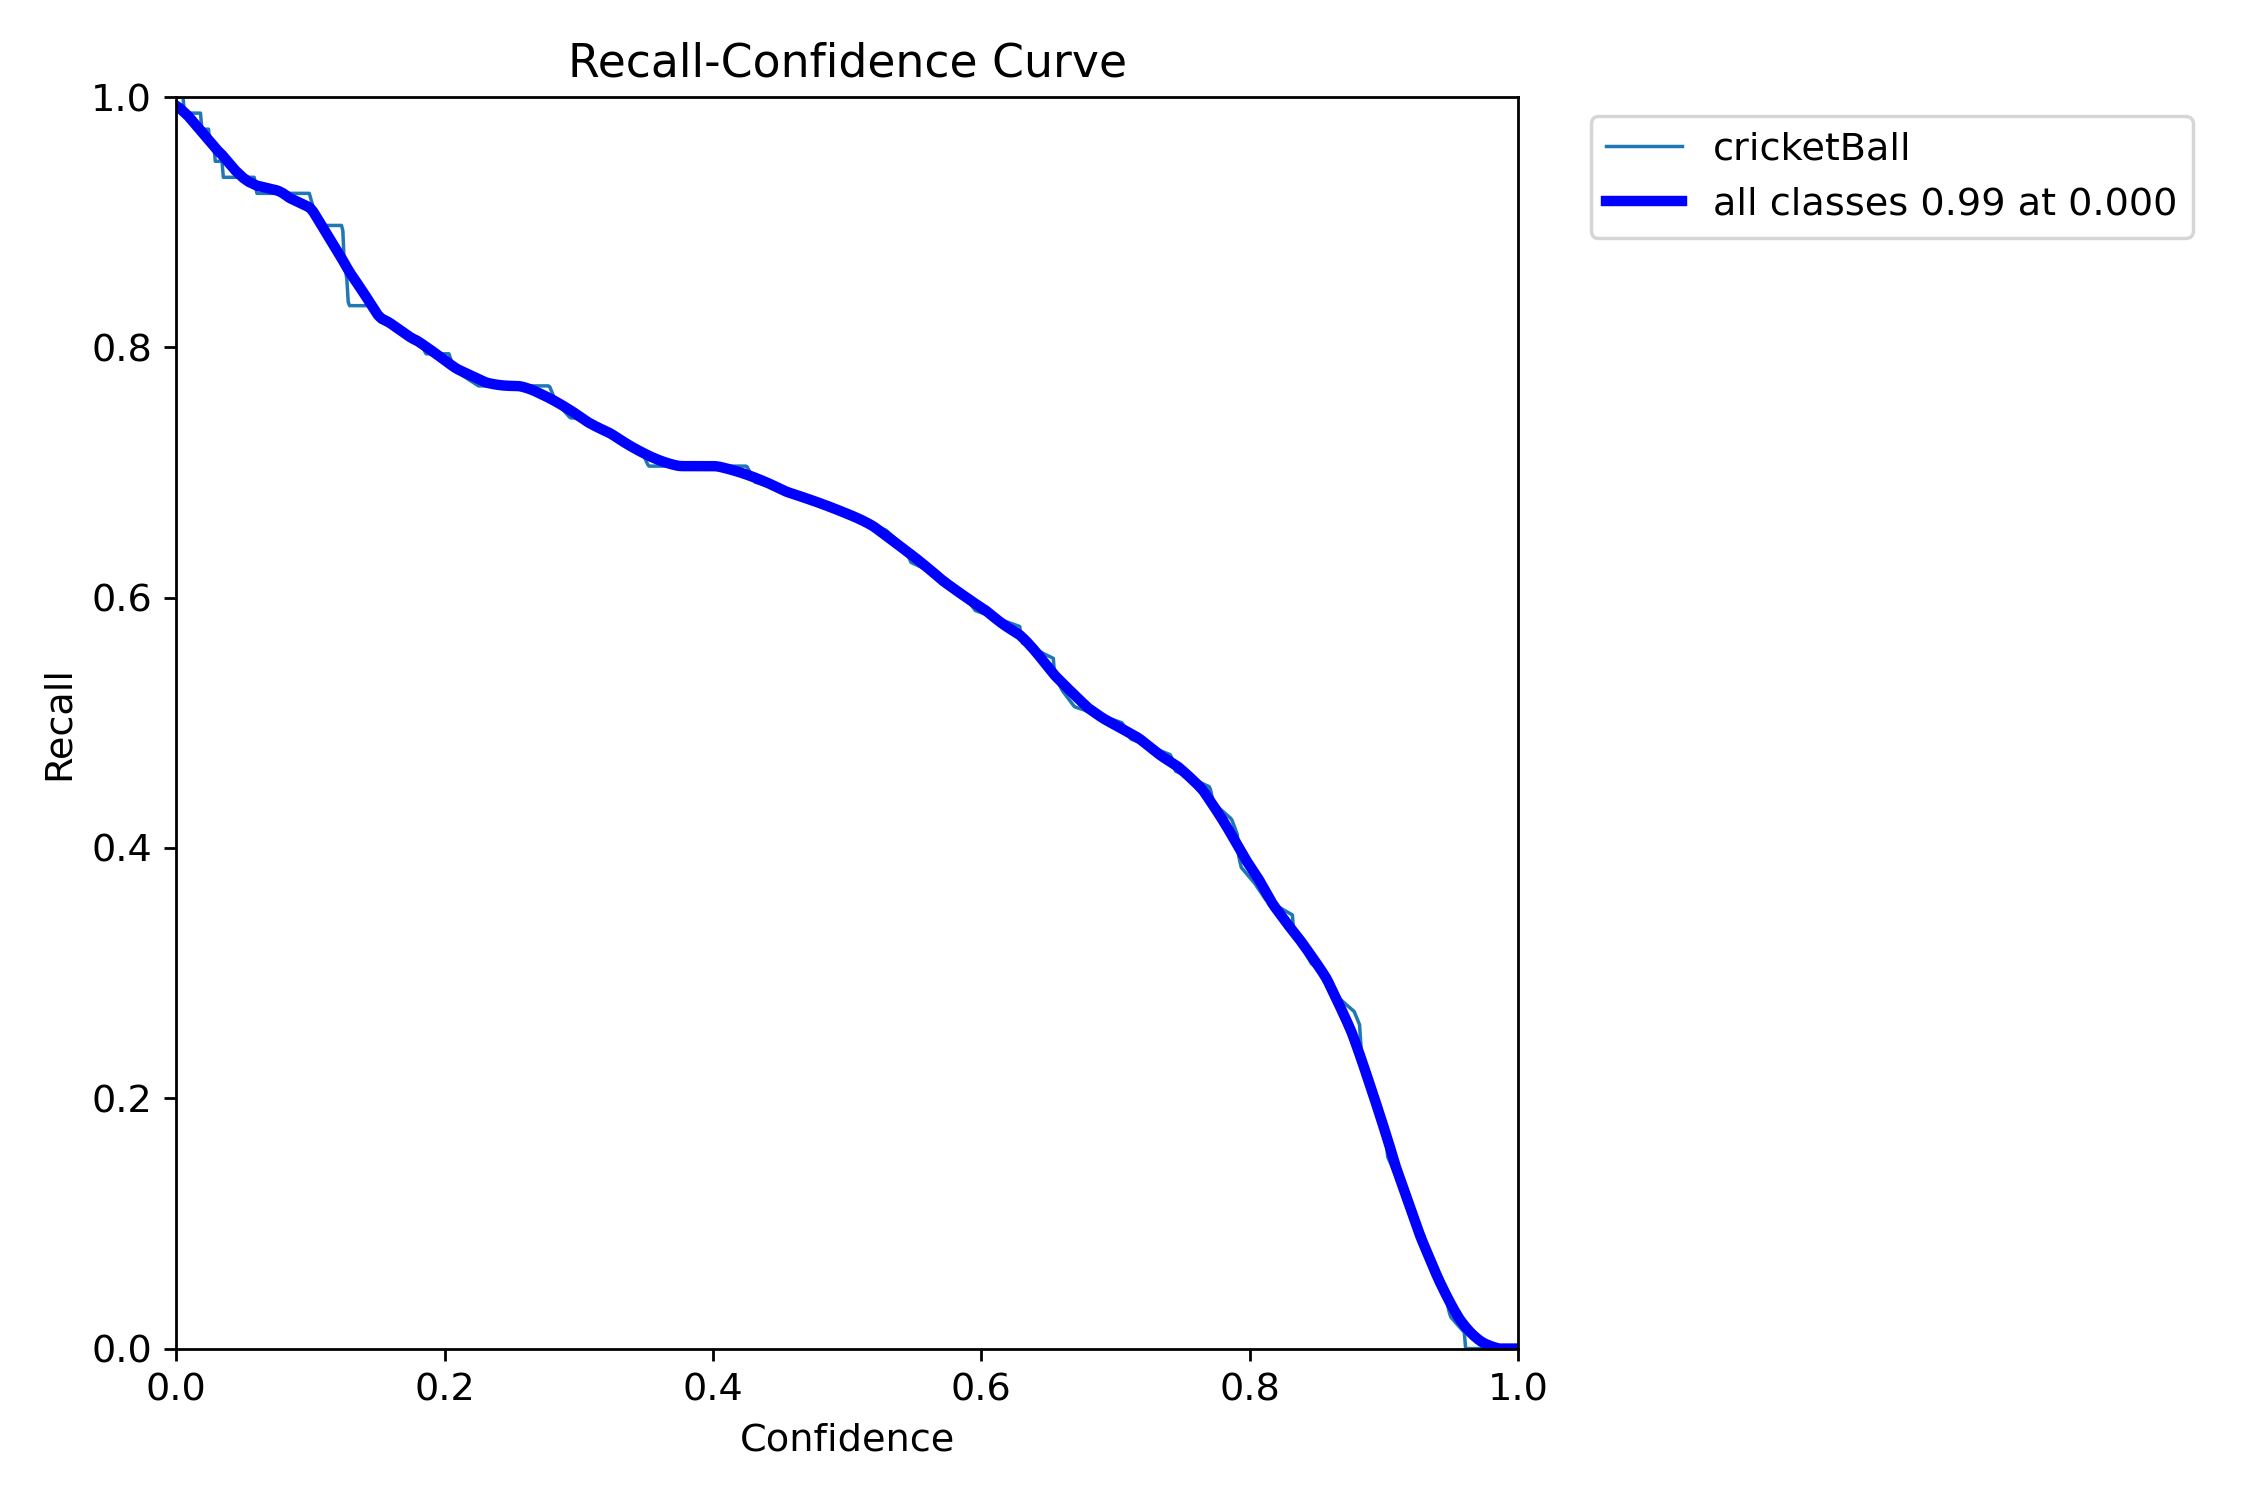 Recall-Confidence Curve
1.0
0.8
0.6
0.4
0.2
0.0
Recall
0.0 0.2 0.4 0.6 0.8 1.0
Confidence
cricketBall
all classes 0.99 at 0.000